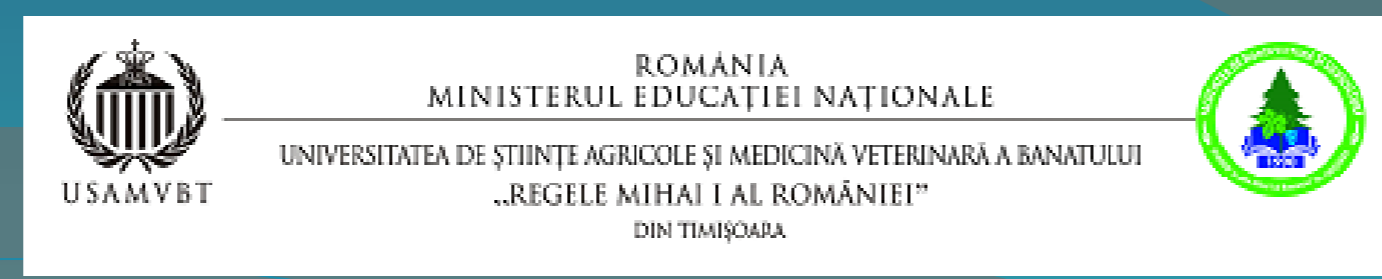 ROMÂNIA
MINISTERUL EDUCAȚIEI NAȚIONALE
UNIVERSITATEA DE ȘTIINȚE AGRICOLE ȘI MEDICINĂ VETERINARĂ A BANATULUI
„REGELE MIHAI I AL ROMÂNIEI”
DIN TIMIȘOARA
USAMVBT